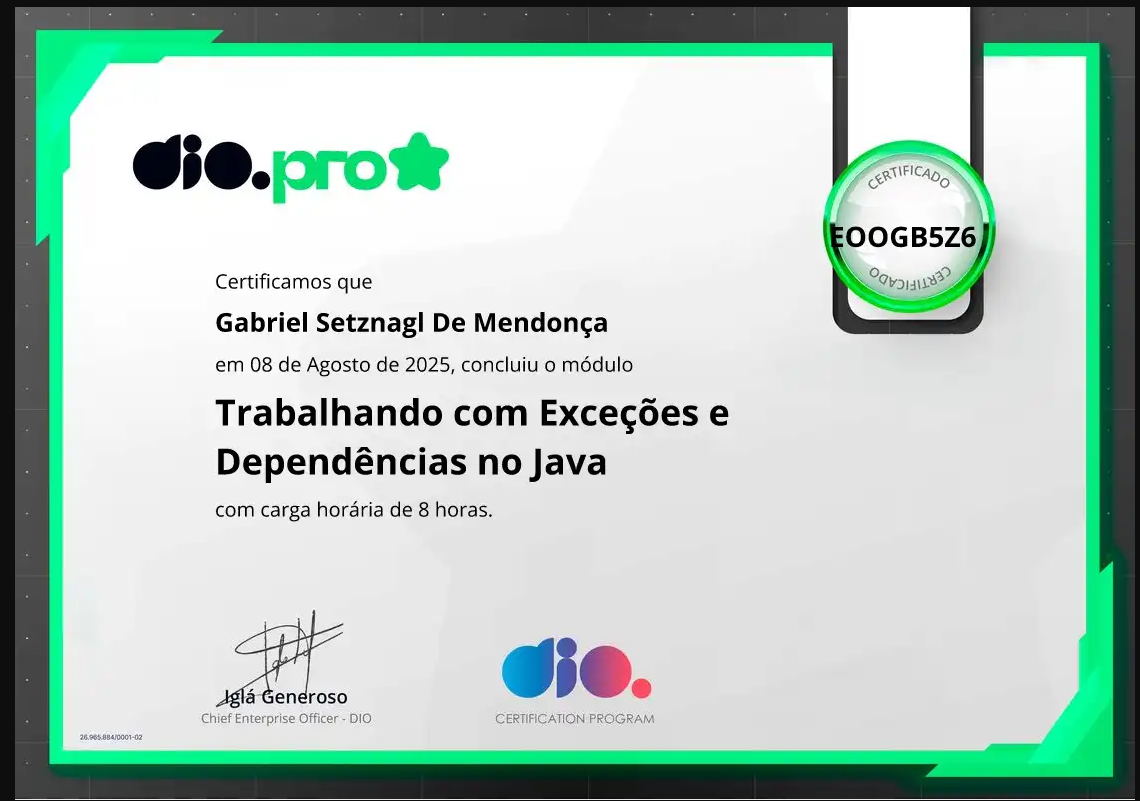 dio.pro
CERTIFICADO
EOOGB5Z6
CERTIFICADO
Certificamos que
Gabriel Setznagl De Mendonça
em 08 de Agosto de 2025, concluiu o módulo
Trabalhando com Exceções e
Dependências no Java
com carga horária de 8 horas.
Iglá Generoso
Chief Enterprise Officer - DIO
dio.
CERTIFICATION PROGRAM
26.965.884/0001-02